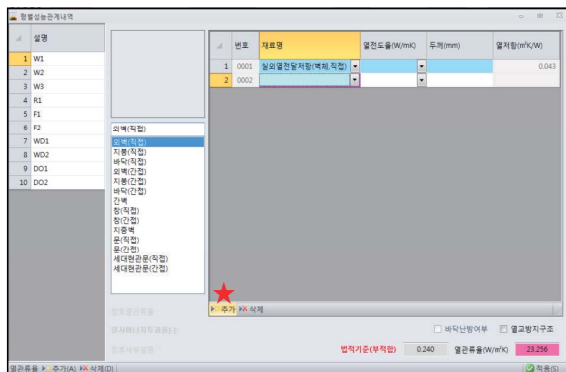 형별성능관계내역
설명
1 W1
2 W2
3 W3
4 R1
5 F1
6 F2
7 WD1
8 WD2
9 DO1
10 DO2
외벽(직접)
외벽(직접)
지붕(직접)
바닥(직접)
외벽(간접)
지붕(간접)
바닥(간접)
간벽
창(직접)
창(간접)
지중벽
문(직접)
문(간접)
세대현관문(직접)
세대현관문(간접)
번호 재료명 열전도율(W/mK) 두께(mm) 열저항(㎡K/W)
1 0001 실외열전달저항(벽체,직접) 0.043
2 0002
추가 삭제
바닥난방여부 열교방지구조
법적기준(부적합) 0.240 열관류율(W/㎡K) 23.256
열관류율 추가(A) 삭제(D) 적용(S)